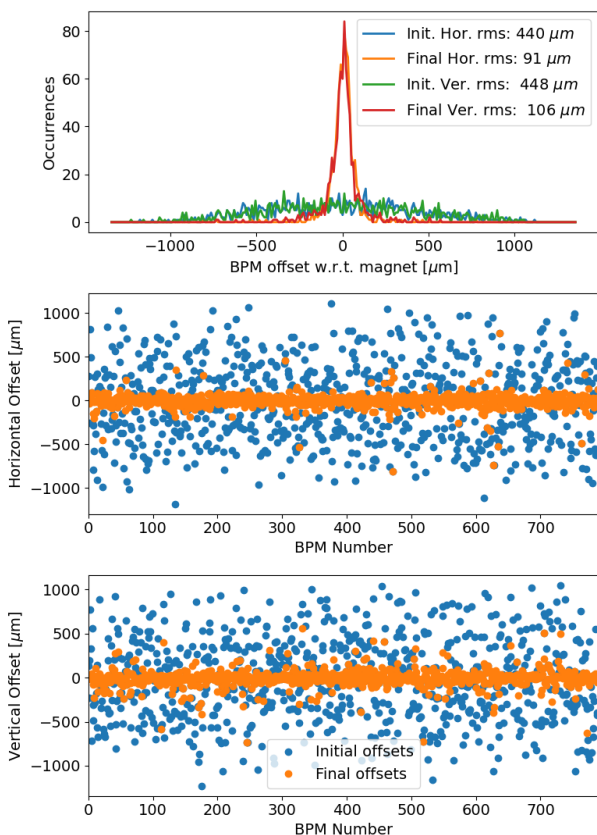 80
60
40
20
0
Occurrences
Init. Hor. rms: 440 μm
Final Hor. rms: 91 μm
Init. Ver. rms:  448 μm
Final Ver. rms:  106 μm
−1000 −500 0 500 1000
BPM offset w.r.t. magnet [μm]
1000
500
0
−500
−1000
Horizontal Offset [μm]
0 100 200 300 400 500 600 700
BPM Number
1000
500
0
−500
−1000
Vertical Offset [μm]
Initial offsets
Final offsets
0 100 200 300 400 500 600 700
BPM Number